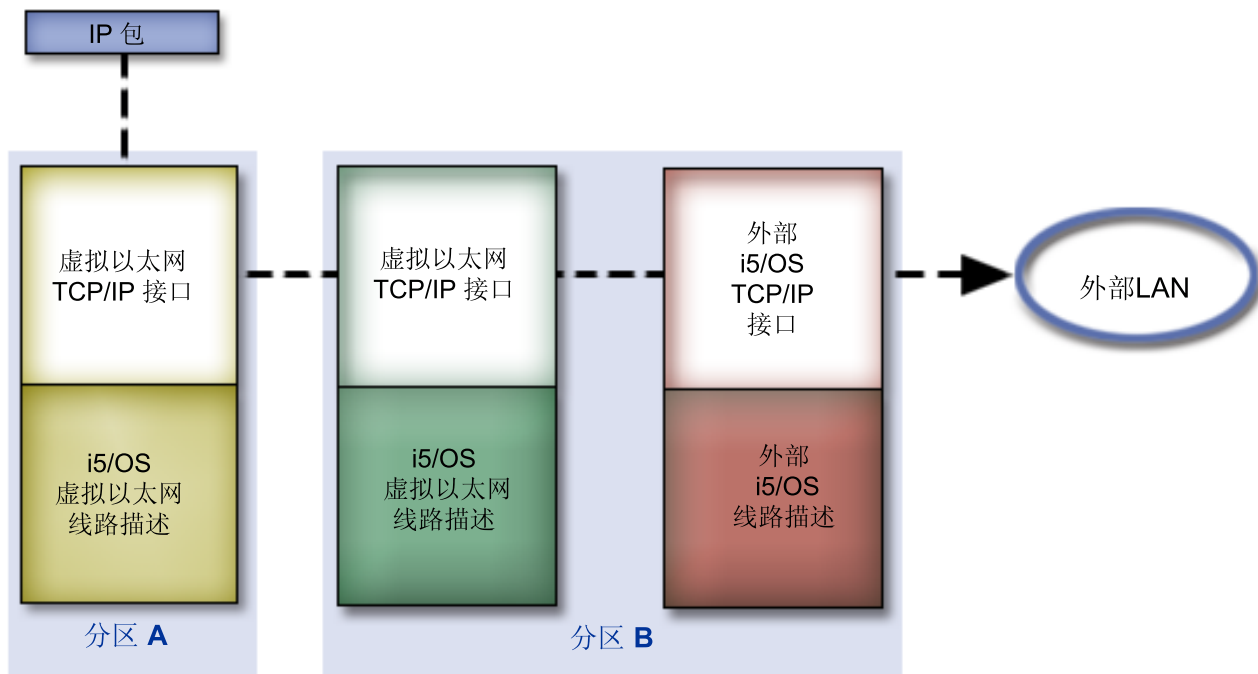 IP 包
虚拟以太网
TCP/IP 接口
i5/OS
虚拟以太网
线路描述
分区 A
虚拟以太网
TCP/IP 接口
i5/OS
虚拟以太网
线路描述
外部
i5/OS
TCP/IP
接口
外部
i5/OS
线路描述
分区 B
外部LAN